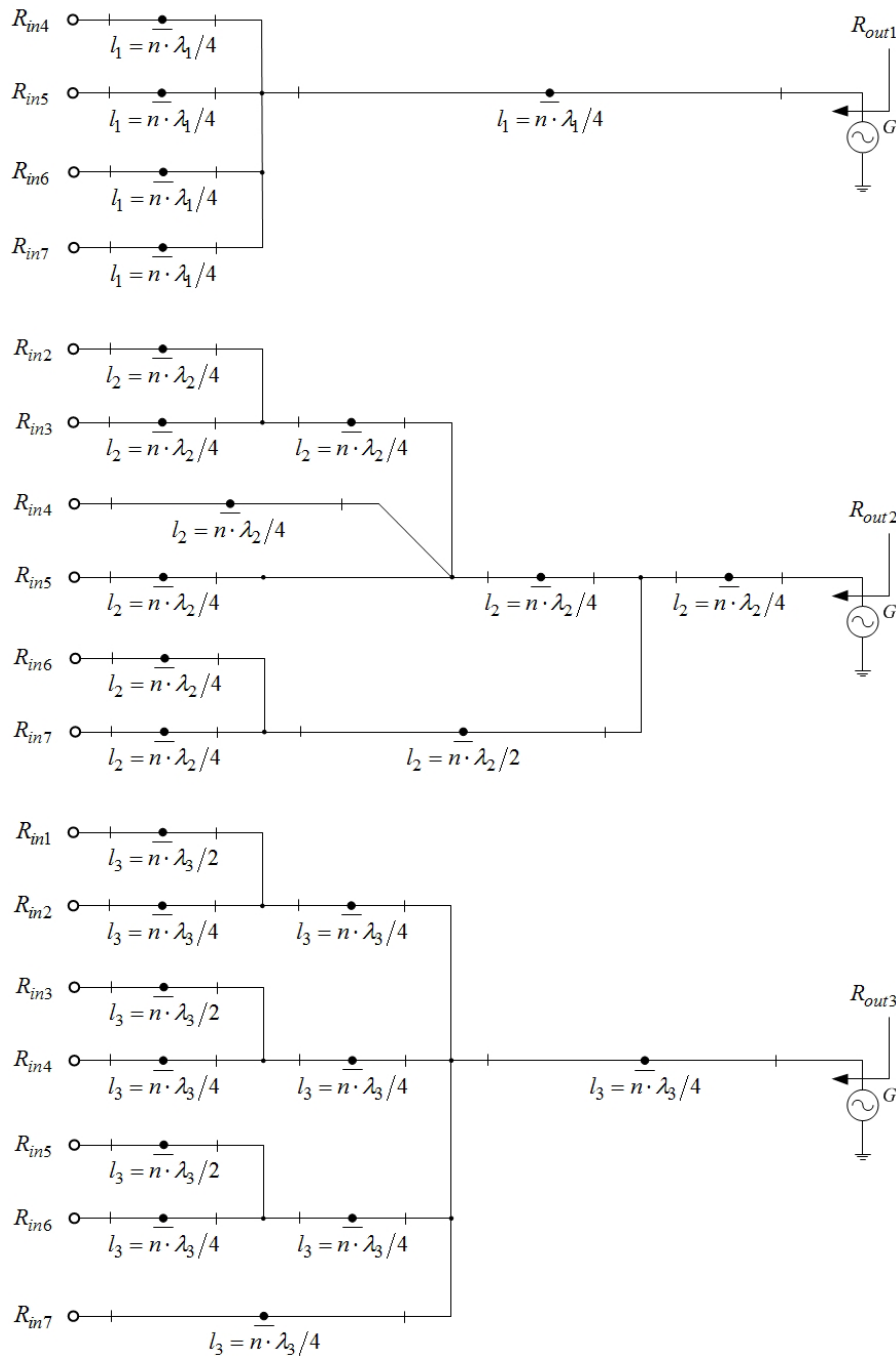 R_in4
l_1 = n · λ_1/4
R_out1
R_in5
l_1 = n · λ_1/4
l_1 = n · λ_1/4
G
R_in6
l_1 = n · λ_1/4
R_in7
l_1 = n · λ_1/4
R_in2
l_2 = n · λ_2/4
R_in3
l_2 = n · λ_2/4
l_2 = n · λ_2/4
R_in4
l_2 = n · λ_2/4
R_out2
R_in5
l_2 = n · λ_2/4
l_2 = n · λ_2/4
l_2 = n · λ_2/4
G
R_in6
l_2 = n · λ_2/4
R_in7
l_2 = n · λ_2/4
l_2 = n · λ_2/2
R_in1
l_3 = n · λ_3/2
R_in2
l_3 = n · λ_3/4
l_3 = n · λ_3/4
R_in3
l_3 = n · λ_3/2
R_out3
R_in4
l_3 = n · λ_3/4
l_3 = n · λ_3/4
l_3 = n · λ_3/4
G
R_in5
l_3 = n · λ_3/2
R_in6
l_3 = n · λ_3/4
l_3 = n · λ_3/4
R_in7
l_3 = n · λ_3/4